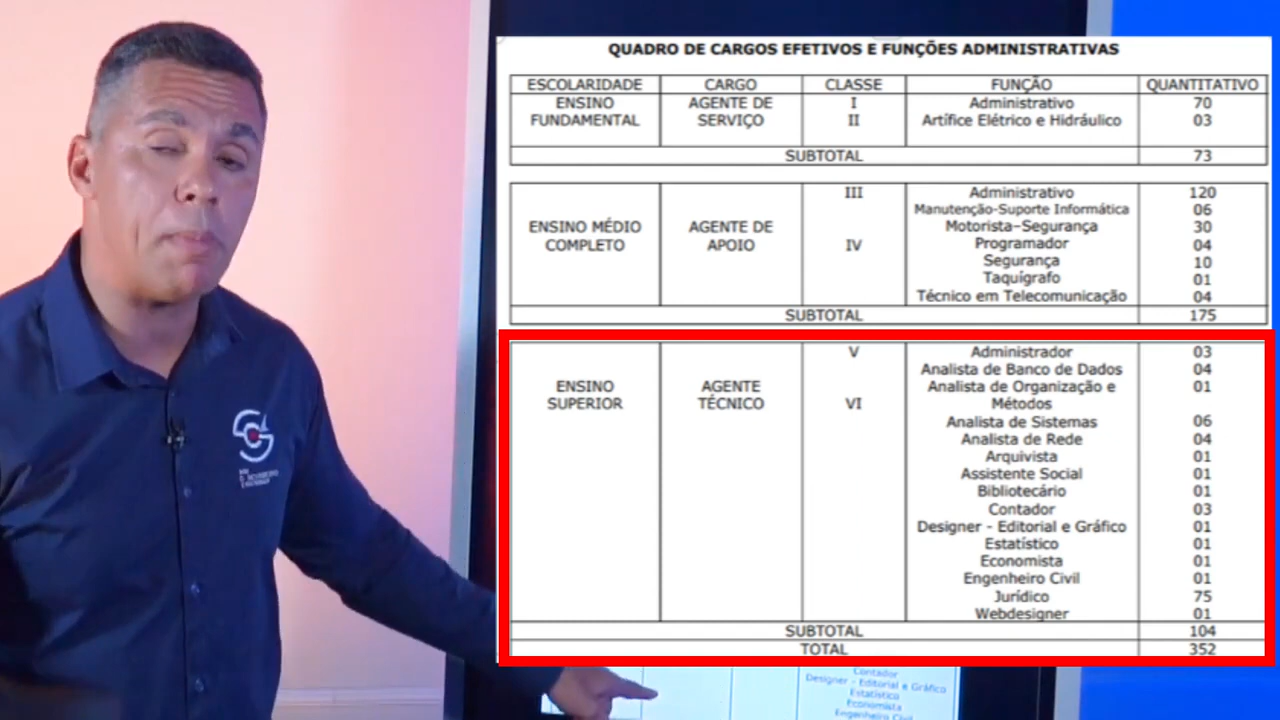 QUADRO DE CARGOS EFETIVOS E FUNÇÕES ADMINISTRATIVAS
ESCOLARIDADE CARGO CLASSE FUNÇÃO QUANTITATIVO
ENSINO AGENTE DE I Administrativo 70
FUNDAMENTAL SERVIÇO II Artífice Elétrico e Hidráulico 03
SUBTOTAL 73
III Administrativo 120
Manutenção-Suporte Informática 06
ENSINO MÉDIO AGENTE DE Motorista–Segurança 30
COMPLETO APOIO IV Programador 04
Segurança 10
Taquígrafo 01
Técnico em Telecomunicação 04
SUBTOTAL 175
V Administrador 03
Analista de Banco de Dados 04
ENSINO AGENTE Analista de Organização e 01
SUPERIOR TÉCNICO VI Métodos
Analista de Sistemas 06
Analista de Rede 04
Arquivista 01
Assistente Social 01
Bibliotecário 01
Contador 03
Designer - Editorial e Gráfico 01
Estatístico 01
Economista 01
Engenheiro Civil 01
Jurídico 75
Webdesigner 01
SUBTOTAL 104
TOTAL 352
Contador
Designer - Editorial e Gráfico
Estatístico
Economista
Engenheiro Civil